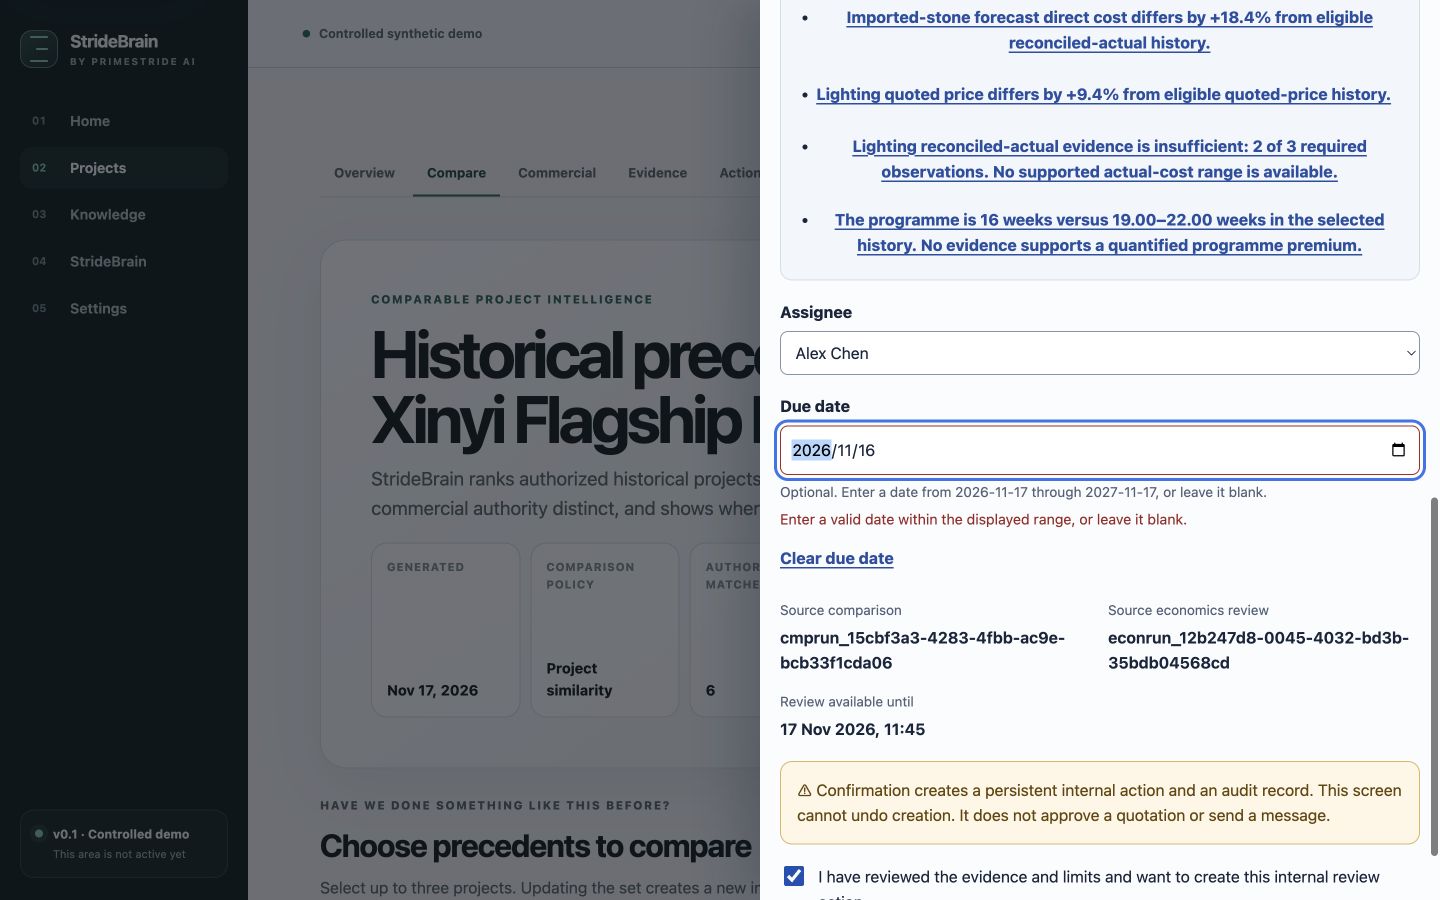 StrideBrain
BY PRIMESTRIDE AI
01 Home
02 Projects
03 Knowledge
04 StrideBrain
05 Settings
v0.1 · Controlled demo
This area is not active yet
Controlled synthetic demo
Overview Compare Commercial Evidence Action
COMPARABLE PROJECT INTELLIGENCE
Historical prec
Xinyi Flagship
StrideBrain ranks authorized historical projects
commercial authority distinct, and shows wher
GENERATED
Nov 17, 2026
COMPARISON
POLICY
Project
similarity
AUTHOR
MATCHE
6
HAVE WE DONE SOMETHING LIKE THIS BEFORE?
Choose precedents to compare
Select up to three projects. Updating the set creates a new i
• Imported-stone forecast direct cost differs by +18.4% from eligible
reconciled-actual history.
• Lighting quoted price differs by +9.4% from eligible quoted-price history.
• Lighting reconciled-actual evidence is insufficient: 2 of 3 required
observations. No supported actual-cost range is available.
• The programme is 16 weeks versus 19.00–22.00 weeks in the selected
history. No evidence supports a quantified programme premium.
Assignee
Alex Chen
Due date
2026/11/16
Optional. Enter a date from 2026-11-17 through 2027-11-17, or leave it blank.
Enter a valid date within the displayed range, or leave it blank.
Clear due date
Source comparison
cmprun_15cbf3a3-4283-4fbb-ac9e-
bcb33f1cda06
Source economics review
econrun_12b247d8-0045-4032-bd3b-
35bdb04568cd
Review available until
17 Nov 2026, 11:45
⚠ Confirmation creates a persistent internal action and an audit record. This screen
cannot undo creation. It does not approve a quotation or send a message.
I have reviewed the evidence and limits and want to create this internal review